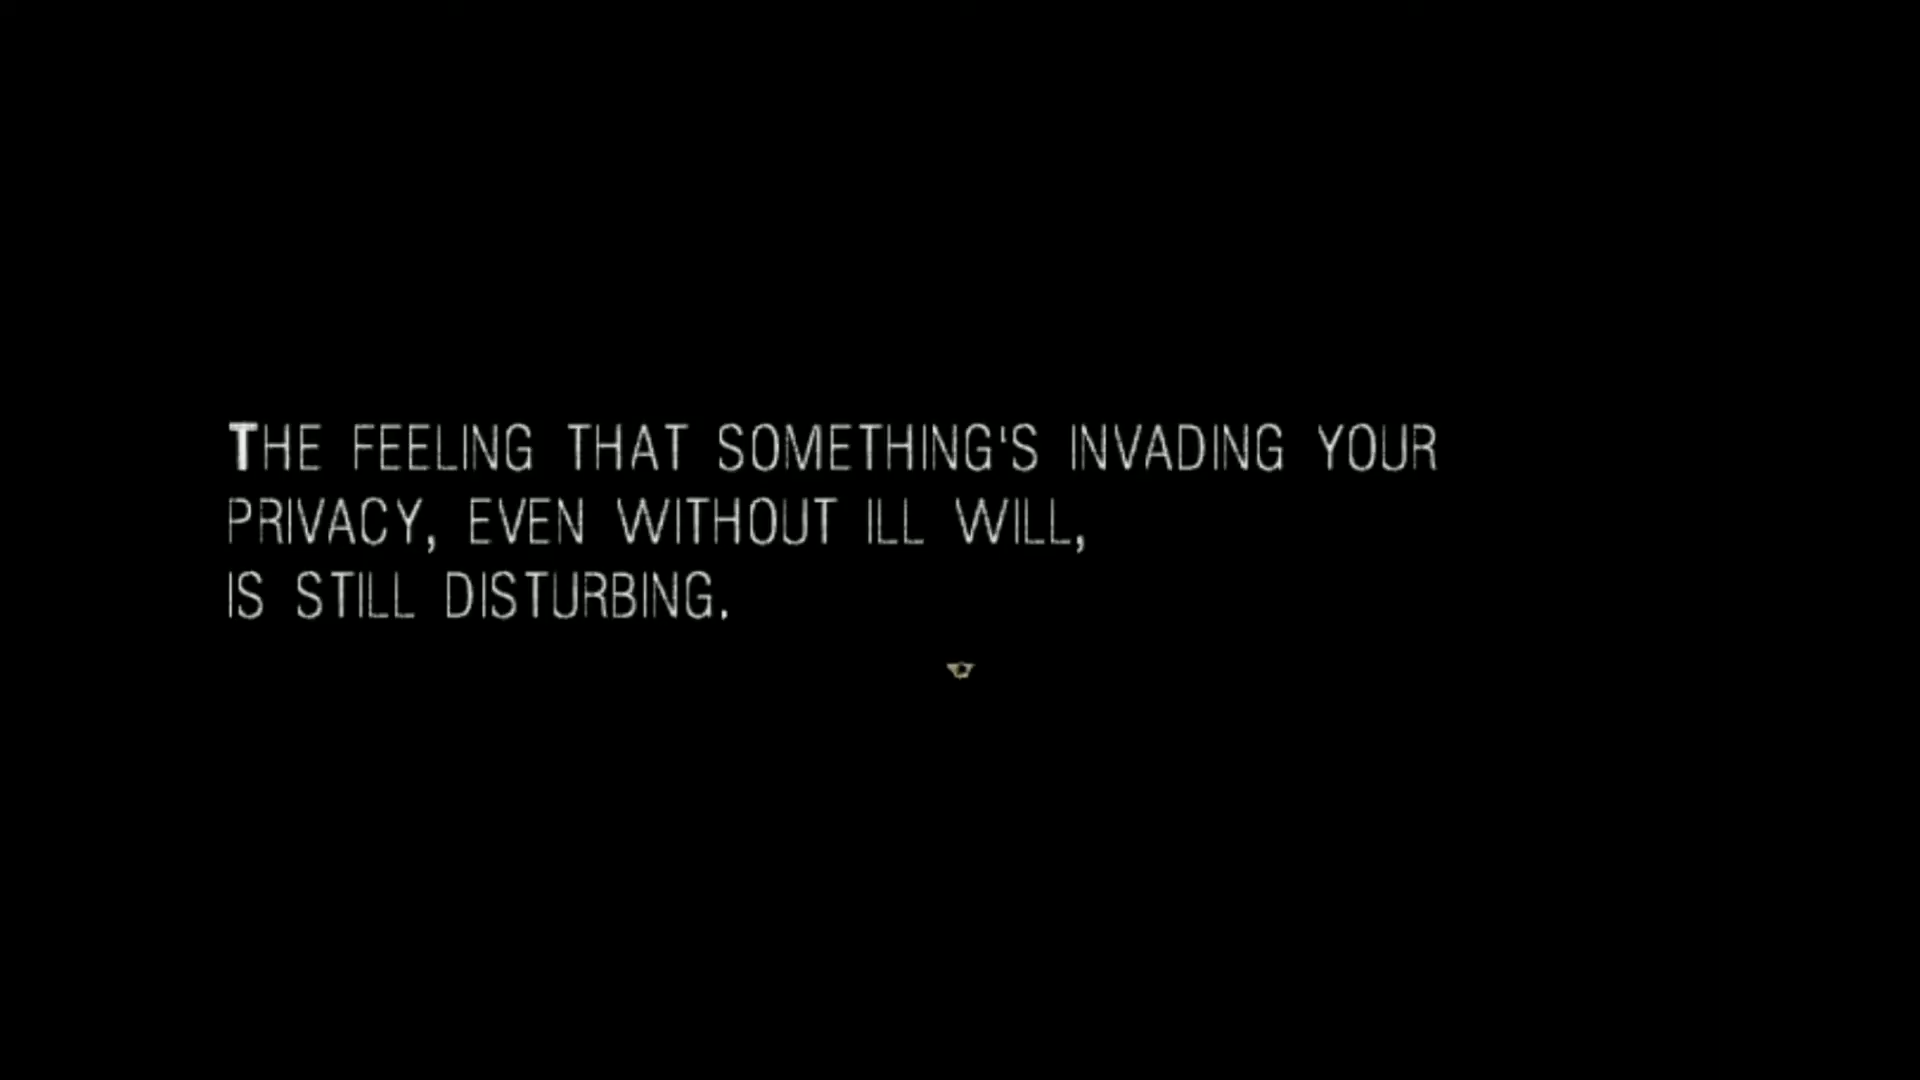 THE FEELING THAT SOMETHING'S INVADING YOUR
PRIVACY, EVEN WITHOUT ILL WILL,
IS STILL DISTURBING.